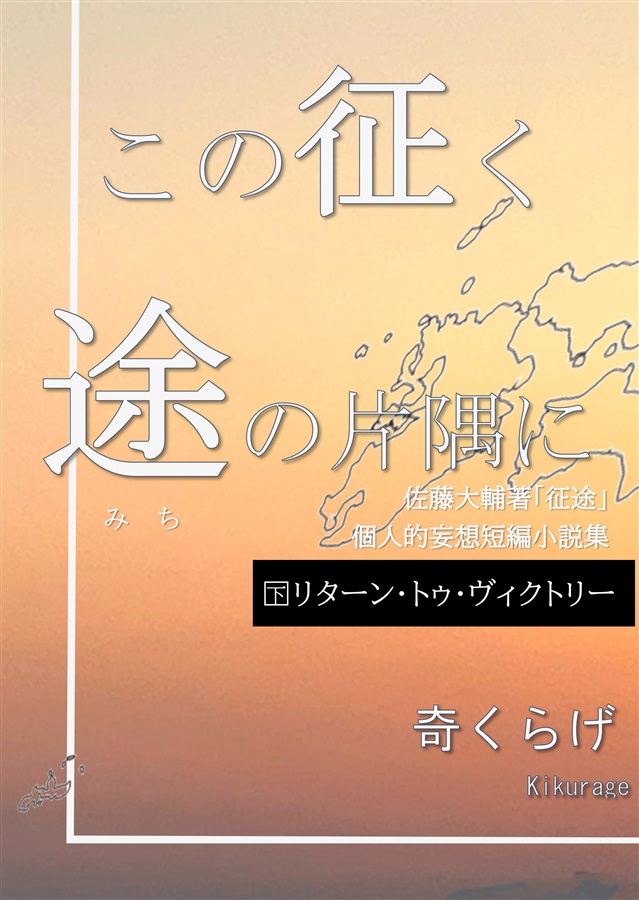 この征く
途の片隅に
みち
佐藤大輔著「征途」
個人的妄想短編小説集
下リターン・トゥ・ヴィクトリー
奇くらげ
Kikurage